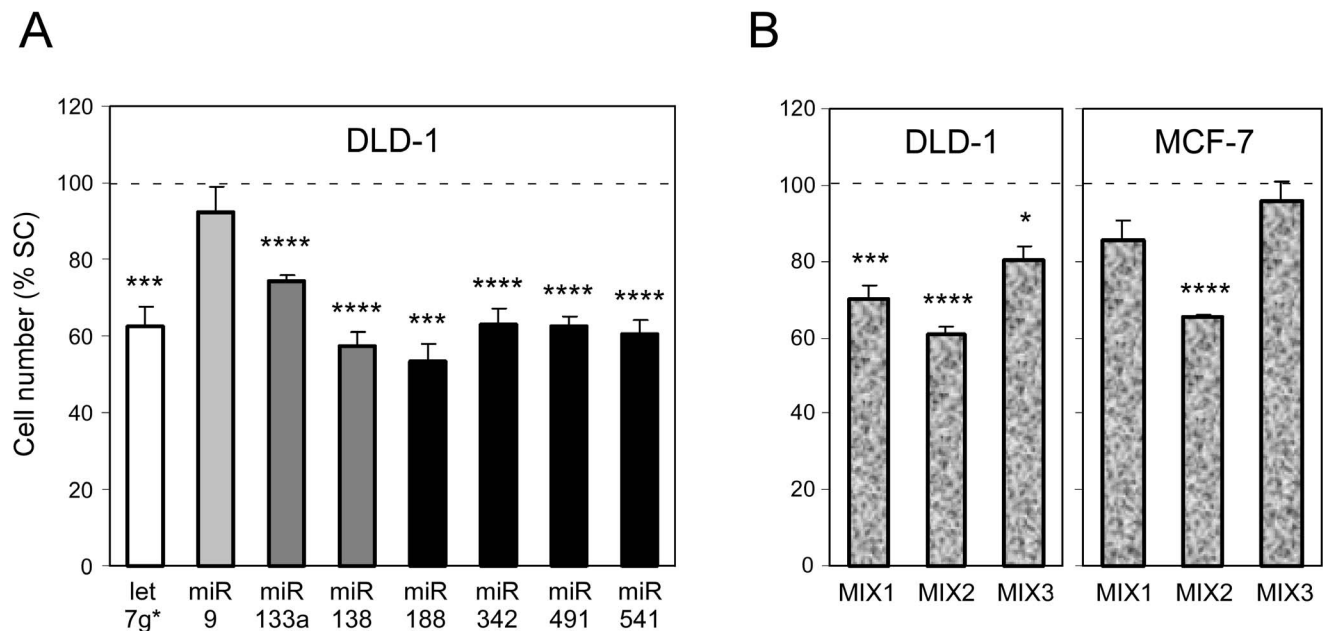 A
B
DLD-1
DLD-1
MCF-7
Cell number (% SC)
120
100
80
60
40
20
0
***
****
****
***
****
****
****
let miR miR miR miR miR miR miR
7g* 9 133a 138 188 342 491 541
120
100
80
60
40
20
0
***
****
*
****
MIX1 MIX2 MIX3 MIX1 MIX2 MIX3